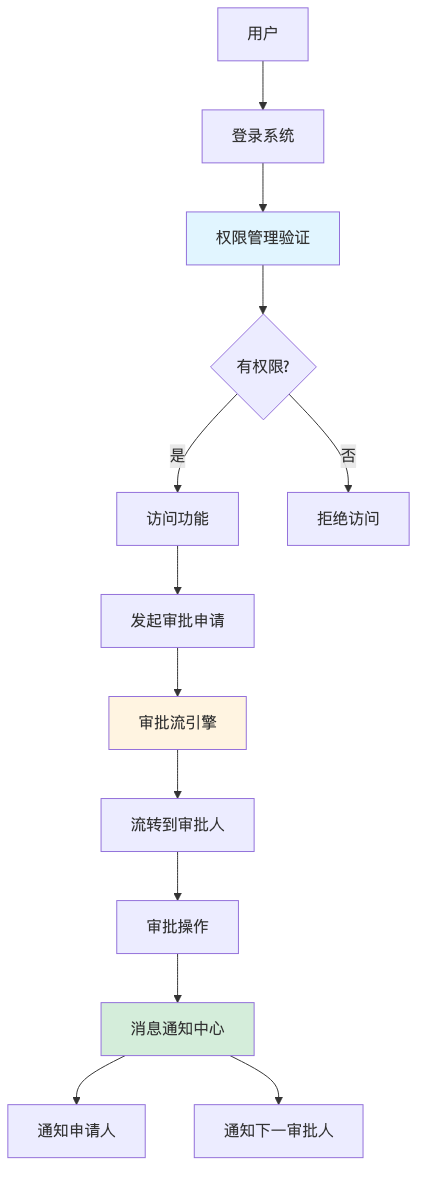 用户
登录系统
权限管理验证
有权限?
是
否
访问功能
拒绝访问
发起审批申请
审批流引擎
流转到审批人
审批操作
消息通知中心
通知申请人
通知下一审批人